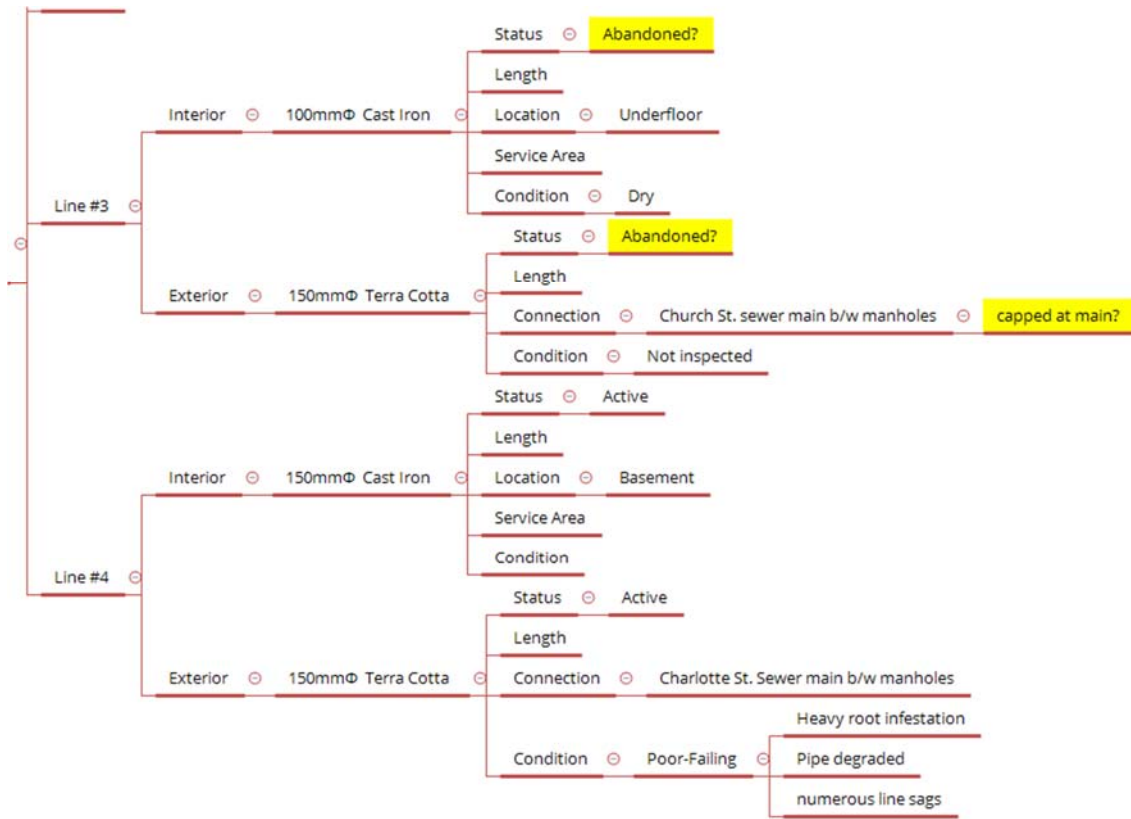 Line #3
Interior
100mmΦ Cast Iron
Status
Abandoned?
Length
Location
Underfloor
Service Area
Condition
Dry
Exterior
150mmΦ Terra Cotta
Status
Abandoned?
Length
Connection
Church St. sewer main b/w manholes
capped at main?
Condition
Not inspected
Line #4
Interior
150mmΦ Cast Iron
Status
Active
Length
Location
Basement
Service Area
Condition
Exterior
150mmΦ Terra Cotta
Status
Active
Length
Connection
Charlotte St. Sewer main b/w manholes
Condition
Poor-Failing
Heavy root infestation
Pipe degraded
numerous line sags